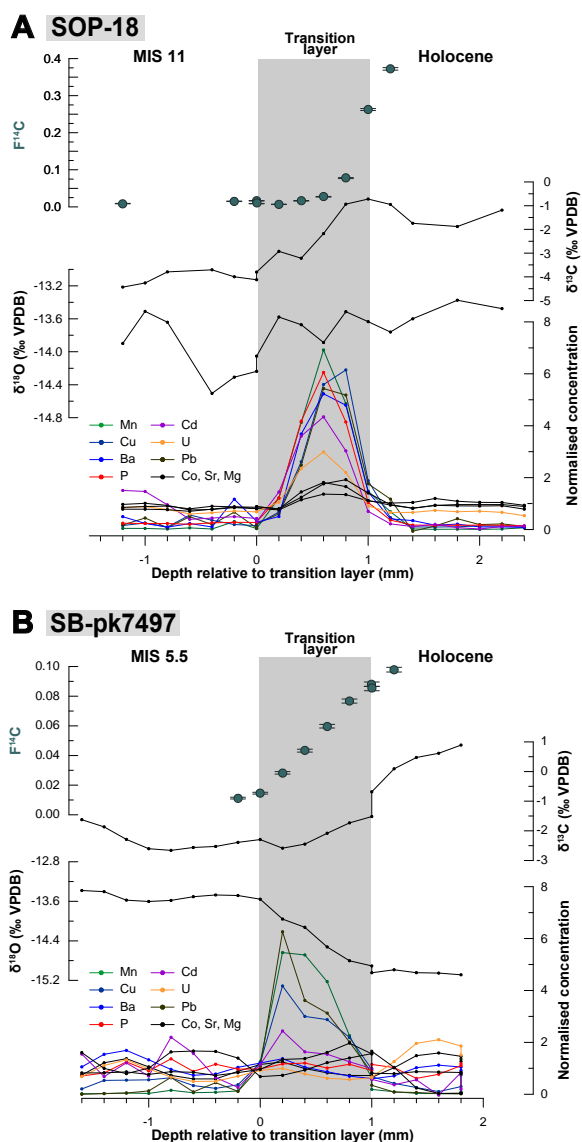 A SOP-18
Transition
layer
MIS 11
Holocene
0.4
0.3
0.2
0.1
0.0
F¹⁴C
0
-1
-2
-3
-4
-5
δ¹³C (‰ VPDB)
-13.2
-13.6
-14.0
-14.4
-14.8
δ¹⁸O (‰ VPDB)
8
6
4
2
0
Normalised concentration
Mn Cd
Cu U
Ba Pb
P Co, Sr, Mg
-1 0.0 1.0 2
Depth relative to transition layer (mm)
B SB-pk7497
Transition
layer
MIS 5.5
Holocene
0.10
0.08
0.06
0.04
0.02
0.00
F¹⁴C
1
0
-1
-2
-3
δ¹³C (‰ VPDB)
-12.8
-13.6
-14.4
-15.2
δ¹⁸O (‰ VPDB)
8
6
4
2
0
Normalised concentration
Mn Cd
Cu U
Ba Pb
P Co, Sr, Mg
-1 0 1 2
Depth relative to transition layer (mm)